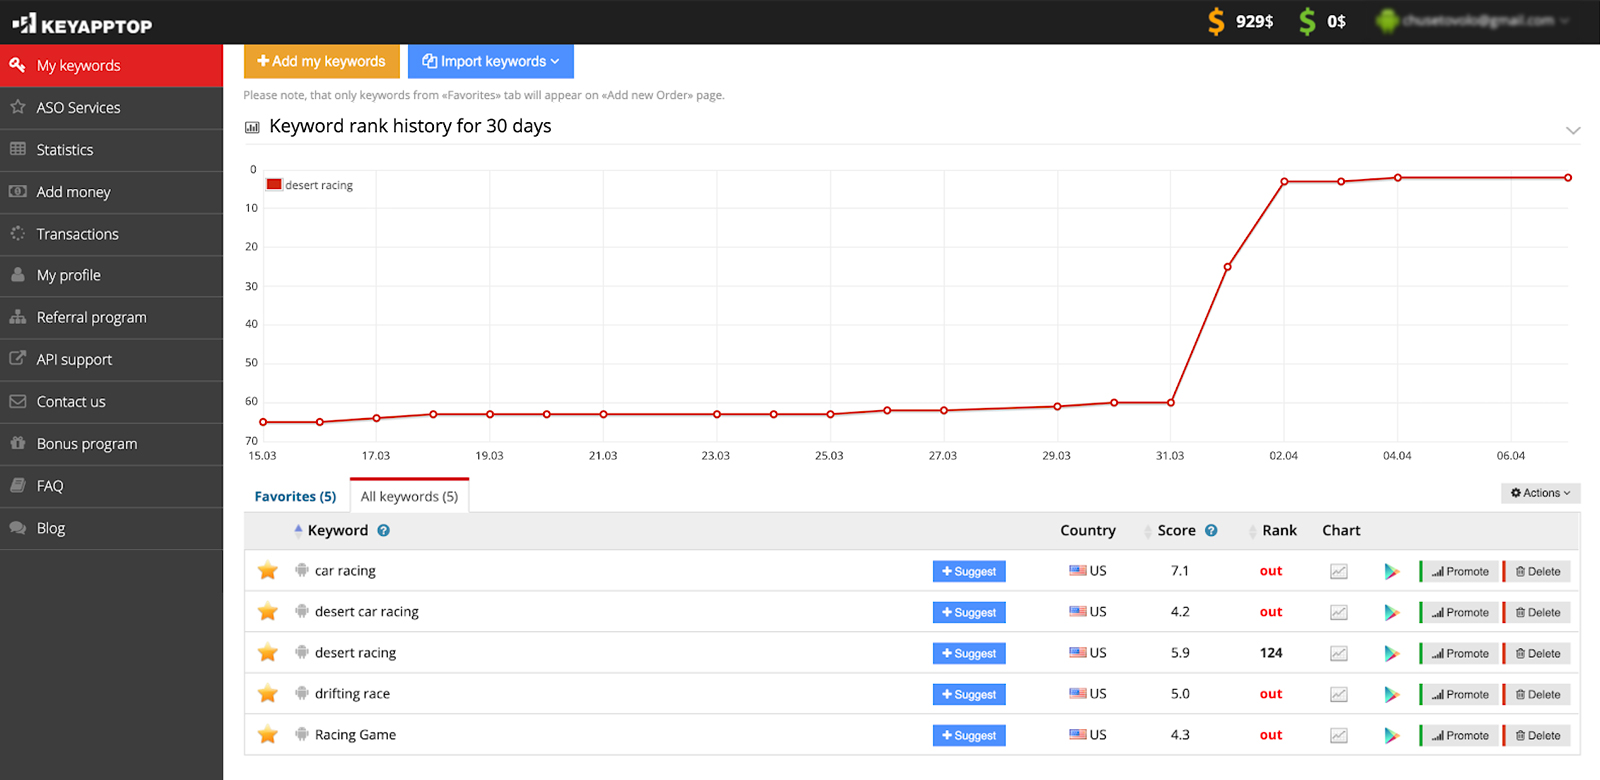 KEYAPPTOP
929$ 0$
My keywords
ASO Services
Statistics
Add money
Transactions
My profile
Referral program
API support
Contact us
Bonus program
FAQ
Blog
Add my keywords Import keywords
Please note, that only keywords from «Favorites» tab will appear on «Add new Order» page.
Keyword rank history for 30 days
desert racing
0
10
20
30
40
50
60
70
15.03 17.03 19.03 21.03 23.03 25.03 27.03 29.03 31.03 02.04 04.04 06.04
Favorites (5) All keywords (5) Actions
Keyword ? Country Score ? Rank Chart
car racing + Suggest US 7.1 out Promote Delete
desert car racing + Suggest US 4.2 out Promote Delete
desert racing + Suggest US 5.9 124 Promote Delete
drifting race + Suggest US 5.0 out Promote Delete
Racing Game + Suggest US 4.3 out Promote Delete